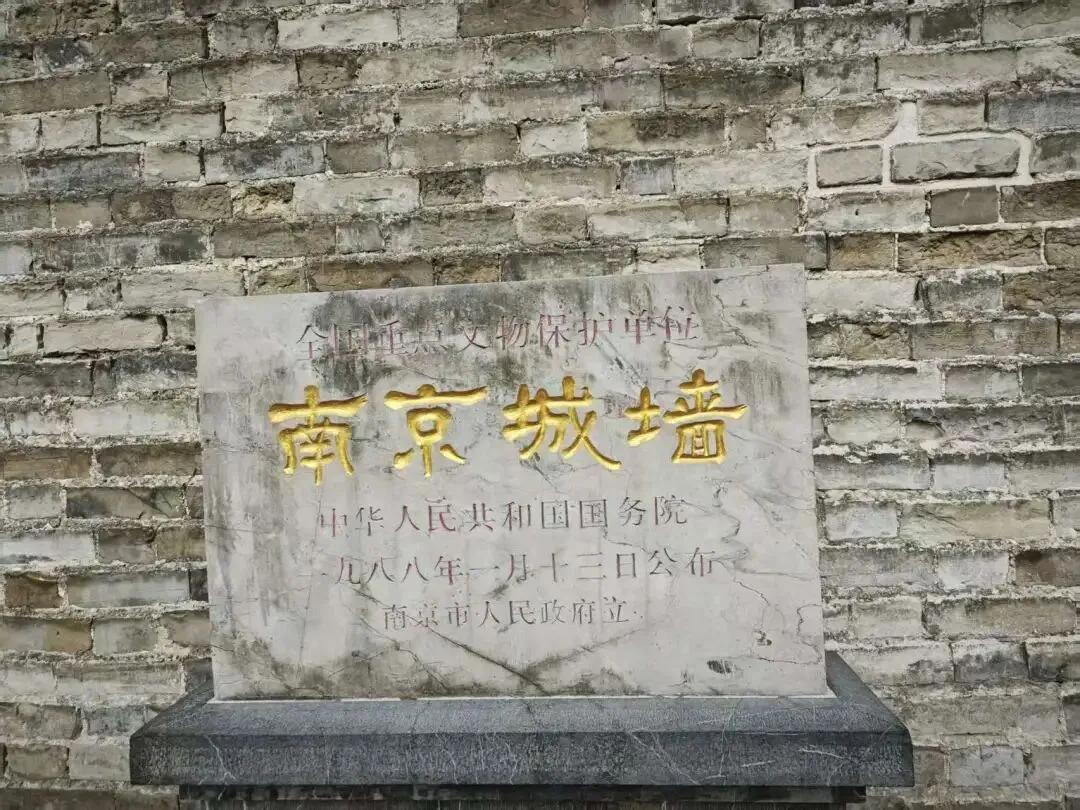 全国重点文物保护单位
南京城墙
中华人民共和国国务院
一九八八年一月十三日公布
南京市人民政府立